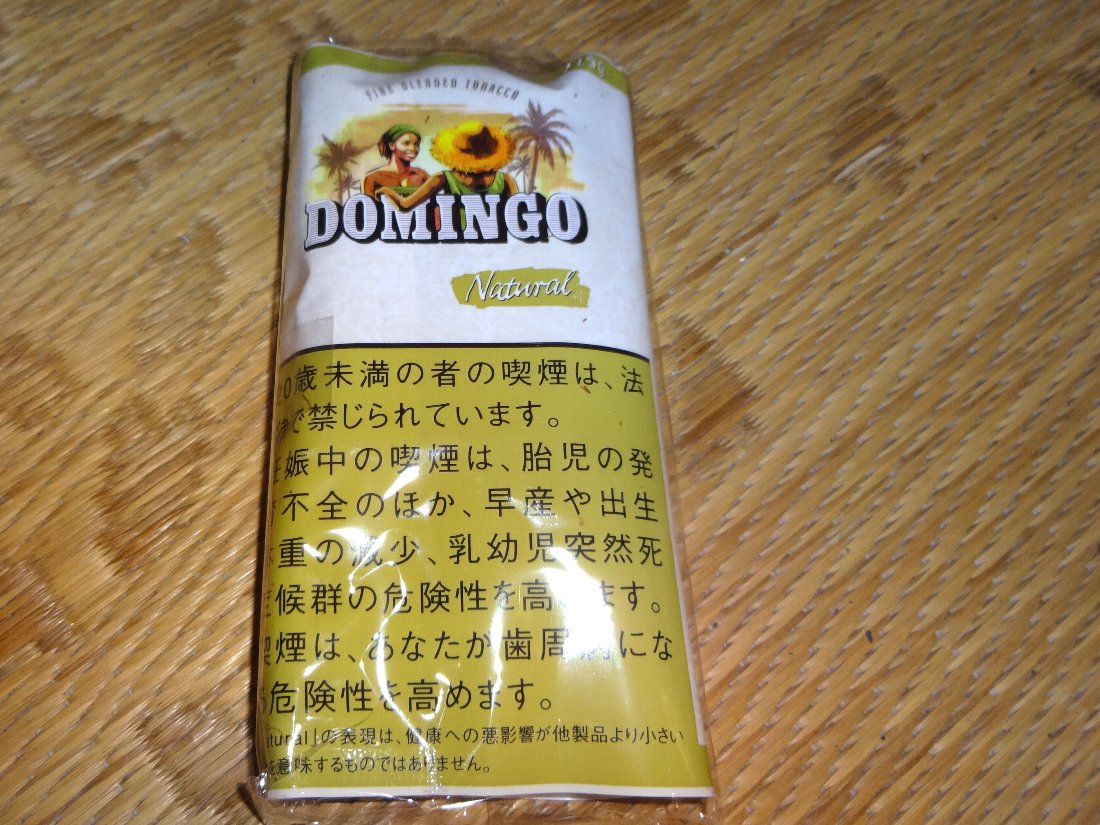 FINE BLENDED TOBACCO
DOMINGO
Natural
0歳未満の者の喫煙は、法
で禁じられています。
娠中の喫煙は、胎児の発
不全のほか、早産や出生
重の減少、乳幼児突然死
候群の危険性を高めます。
煙は、あなたが歯周病にな
危険性を高めます。
atural」の表現は、健康への悪影響が他製品より小さい
を意味するものではありません。